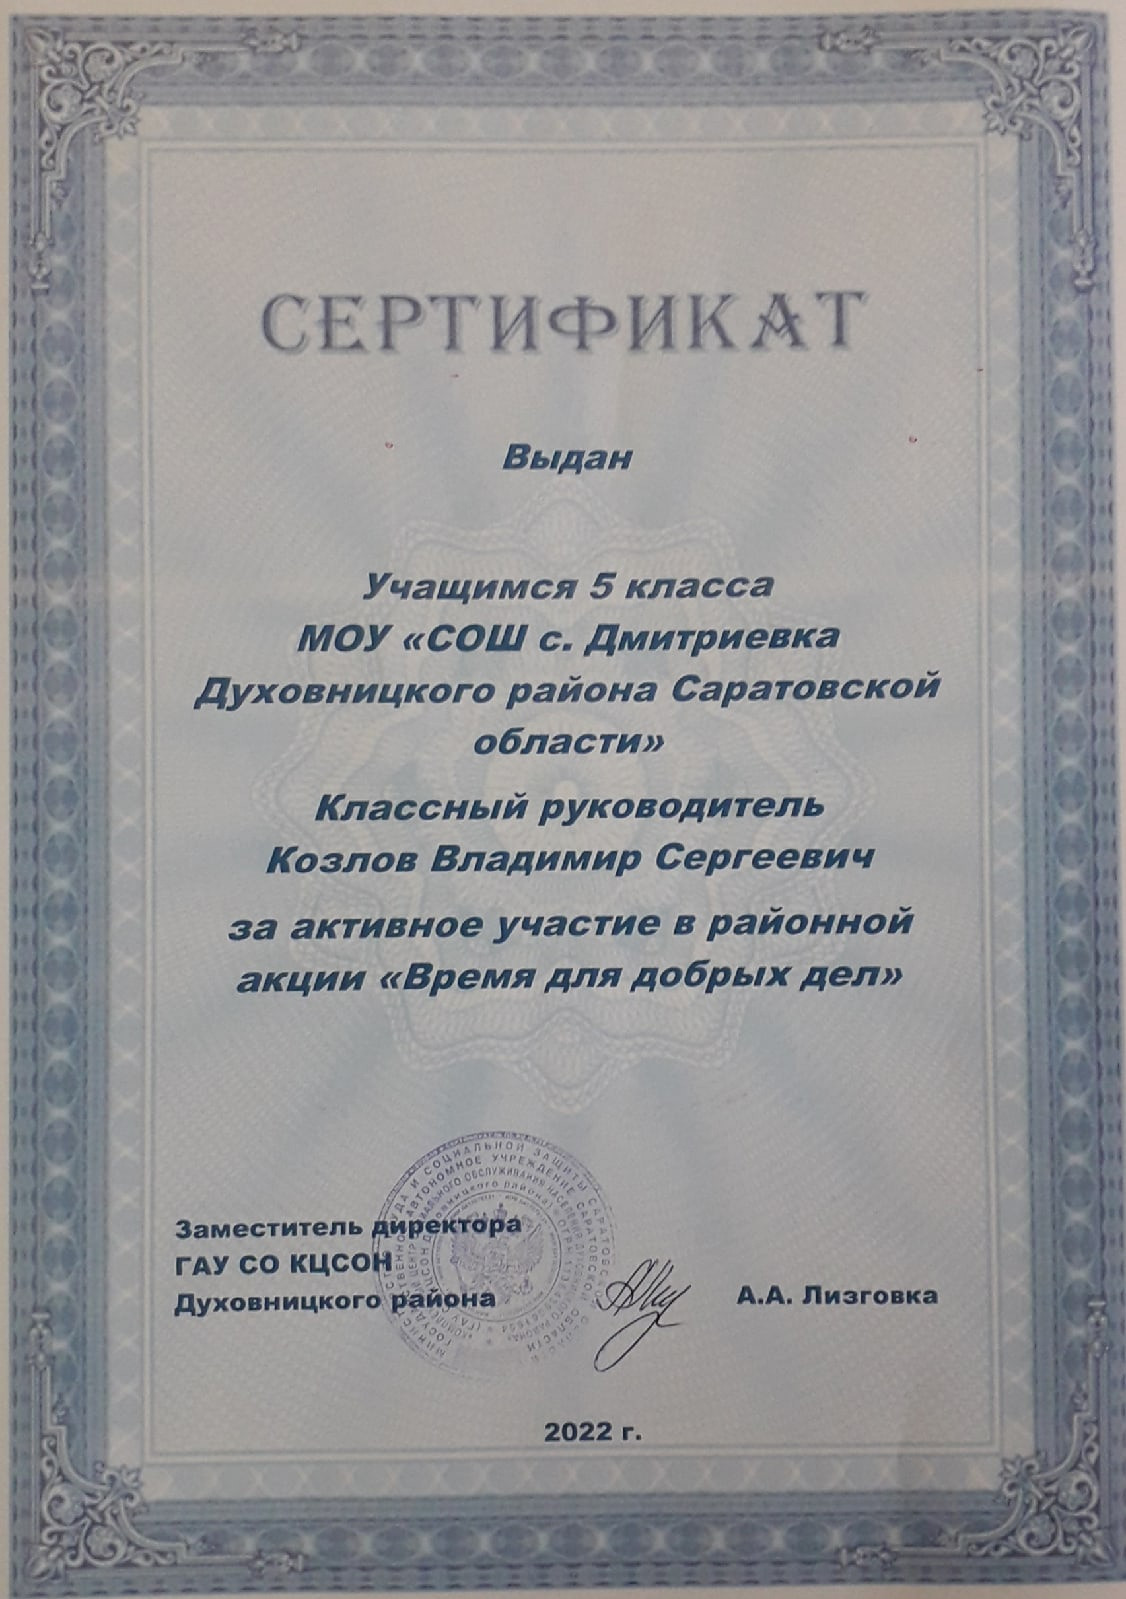 СЕРТИФИКАТ
Выдан
Учащимся 5 класса
МОУ «СОШ с. Дмитриевка
Духовницкого района Саратовской
области»
Классный руководитель
Козлов Владимир Сергеевич
за активное участие в районной
акции «Время для добрых дел»
Заместитель директора
ГАУ СО КЦСОН
Духовницкого района
А.А. Лизговка
2022 г.